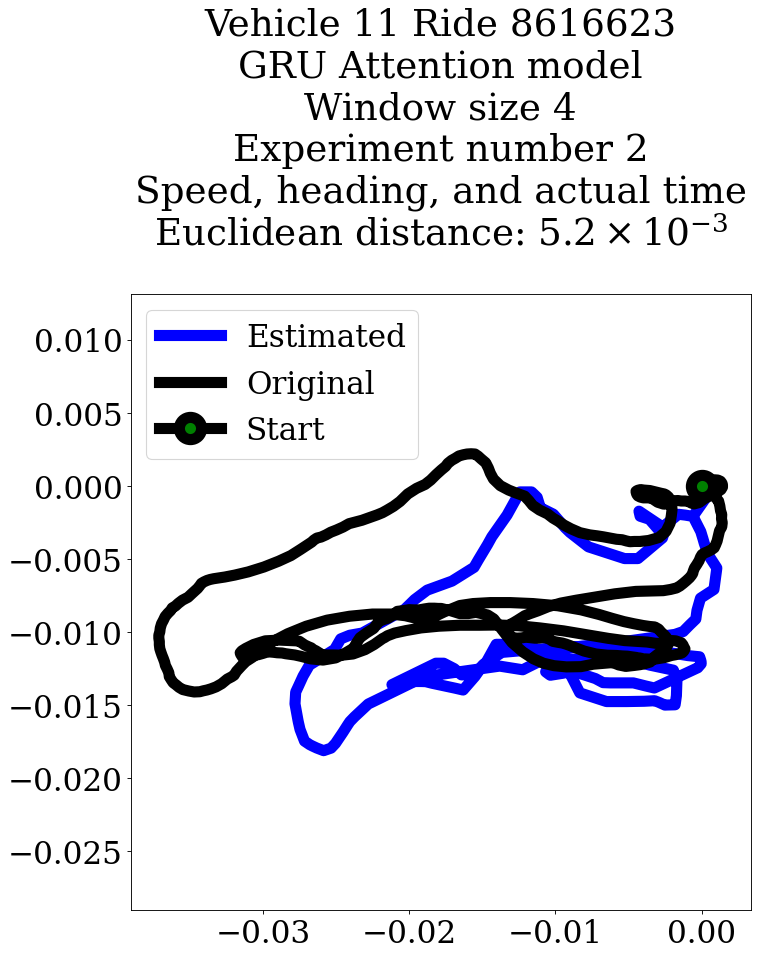 Vehicle 11 Ride 8616623
GRU Attention model
Window size 4
Experiment number 2
Speed, heading, and actual time
Euclidean distance: 5.2 × 10⁻³
Estimated
Original
Start
0.010
0.005
0.000
−0.005
−0.010
−0.015
−0.020
−0.025
−0.03 −0.02 −0.01 0.00